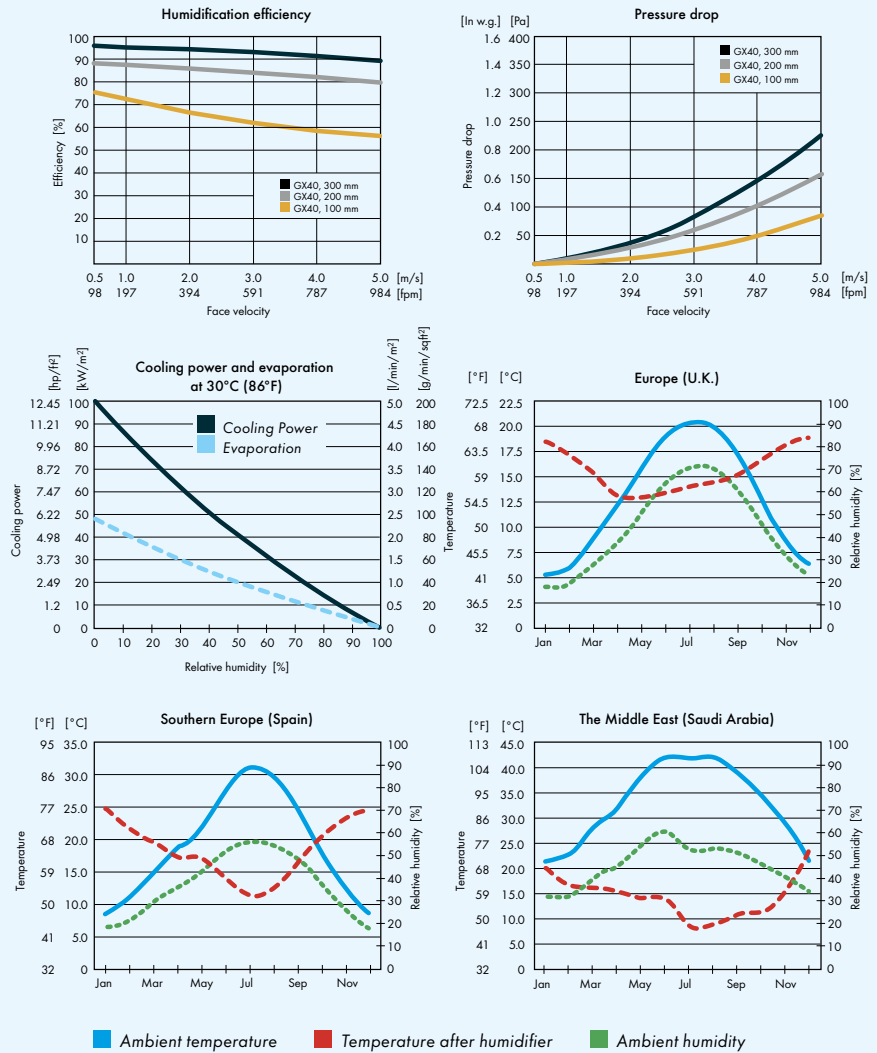 Humidification efficiency
Efficiency [%]
100
90
80
70
60
50
40
30
20
10
GX40, 300 mm
GX40, 200 mm
GX40, 100 mm
0.5 1.0 2.0 3.0 4.0 5.0 [m/s]
98 197 394 591 787 984 [fpm]
Face velocity
Pressure drop
[In w.g.] [Pa]
Pressure drop
1.6 400
1.4 350
1.2 300
1.0 250
0.8 200
0.6 150
0.4 100
0.2 50
GX40, 300 mm
GX40, 200 mm
GX40, 100 mm
0.5 1.0 2.0 3.0 4.0 5.0 [m/s]
98 197 394 591 787 984 [fpm]
Face velocity
Cooling power and evaporation
at 30°C (86°F)
[hp/ft²] [kW/m²] [l/min/m²] [g/min/sqft²]
Cooling power
12.45 100 5.0 200
11.21 90 4.5 180
9.96 80 4.0 160
8.72 70 3.5 140
7.47 60 3.0 120
6.22 50 2.5 100
4.98 40 2.0 80
3.73 30 1.5 60
2.49 20 1.0 40
1.2 10 0.5 20
0 0 0 0
Cooling Power
Evaporation
0 10 20 30 40 50 60 70 80 90 100
Relative humidity [%]
Europe (U.K.)
[°F] [°C]
Temperature
72.5 22.5
68 20.0
63.5 17.5
59 15.0
54.5 12.5
50 10.0
45.5 7.5
41 5.0
36.5 2.5
32 0
100
90
80
70
60
50
40
30
20
10
0
Relative humidity [%]
Jan Mar May Jul Sep Nov
Southern Europe (Spain)
[°F] [°C]
Temperature
95 35.0
86 30.0
77 25.0
68 20.0
59 15.0
50 10.0
41 5.0
32 0
100
90
80
70
60
50
40
30
20
10
0
Relative humidity [%]
Jan Mar May Jul Sep Nov
The Middle East (Saudi Arabia)
[°F] [°C]
Temperature
113 45.0
104 40.0
95 35.0
86 30.0
77 25.0
68 20.0
59 15.0
50 10.0
41 5.0
32 0
100
90
80
70
60
50
40
30
20
10
0
Relative humidity [%]
Jan Mar May Jul Sep Nov
Ambient temperature
Temperature after humidifier
Ambient humidity